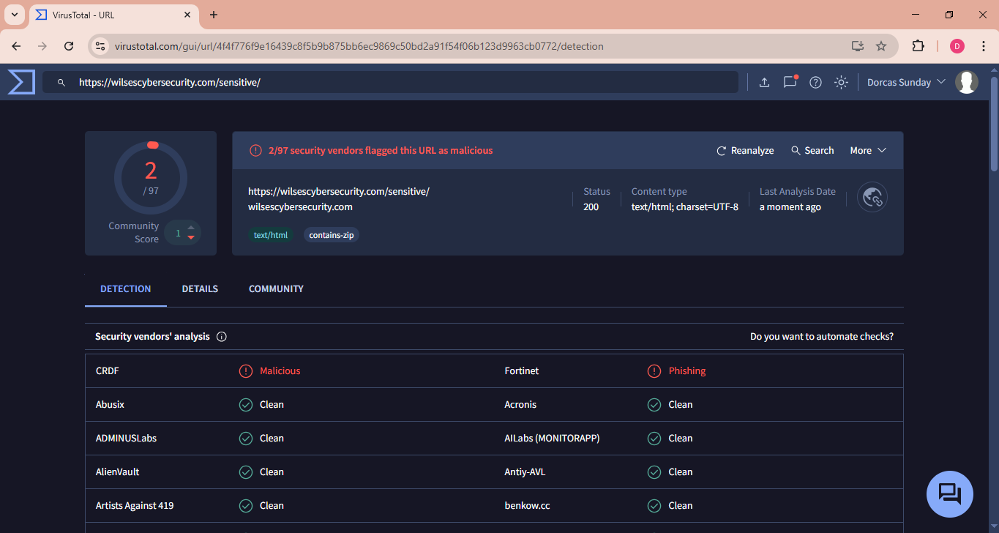 VirusTotal - URL
virustotal.com/gui/url/4f4f776f9e16439c8f5b9b875bb6ec9869c50bd2a91f54f06b123d9963cb0772/detection
D
https://wilsescybersecurity.com/sensitive/
Dorcas Sunday
2
/ 97
Community
Score
1
2/97 security vendors flagged this URL as malicious
Reanalyze
Search
More
https://wilsescybersecurity.com/sensitive/
wilsescybersecurity.com
text/html
contains-zip
Status
200
Content type
text/html; charset=UTF-8
Last Analysis Date
a moment ago
DETECTION
DETAILS
COMMUNITY
Security vendors' analysis
Do you want to automate checks?
CRDF Malicious Fortinet Phishing
Abusix Clean Acronis Clean
ADMINUSLabs Clean AILabs (MONITORAPP) Clean
AlienVault Clean Antiy-AVL Clean
Artists Against 419 Clean benkow.cc Clean